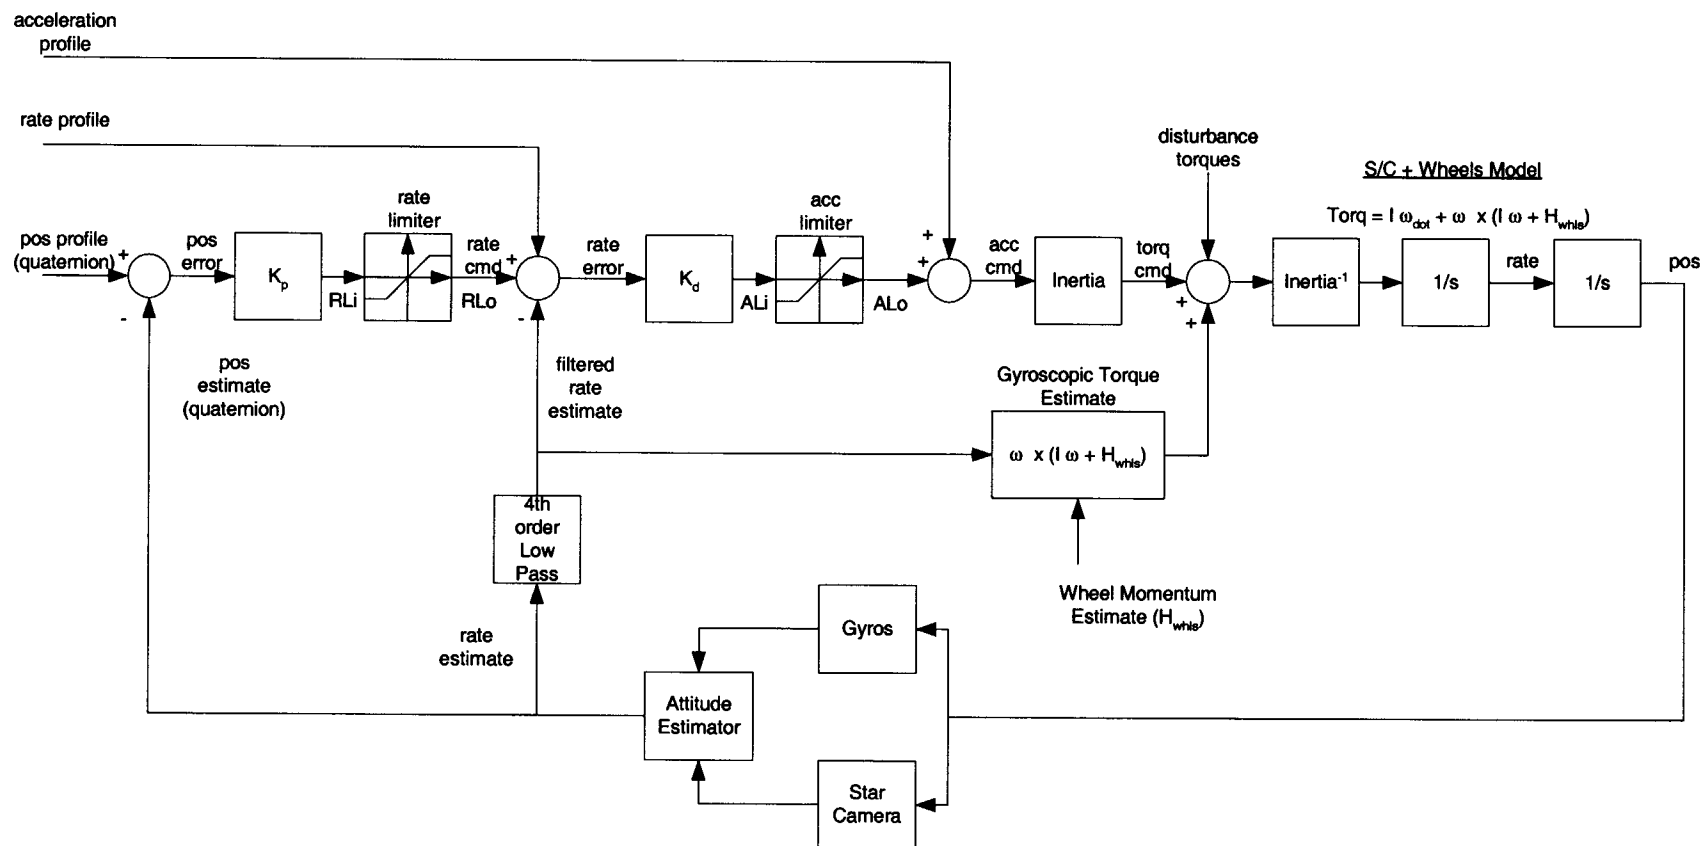 acceleration
profile
rate profile
disturbance
torques
S/C + Wheels Model
Torq = I ω_dot + ω x (I ω + H_whls)
pos profile
(quaternion)
+
-
pos
error
K_p
rate
limiter
RLi
rate
cmd
RLo
+
-
rate
error
K_d
acc
limiter
ALi
ALo
+
+
acc
cmd
Inertia
torq
cmd
+
+
Inertia⁻¹
1/s
rate
1/s
pos
pos
estimate
(quaternion)
filtered
rate
estimate
Gyroscopic Torque
Estimate
ω x (I ω + H_whls)
4th
order
Low
Pass
Wheel Momentum
Estimate (H_whls)
rate
estimate
Gyros
Attitude
Estimator
Star
Camera